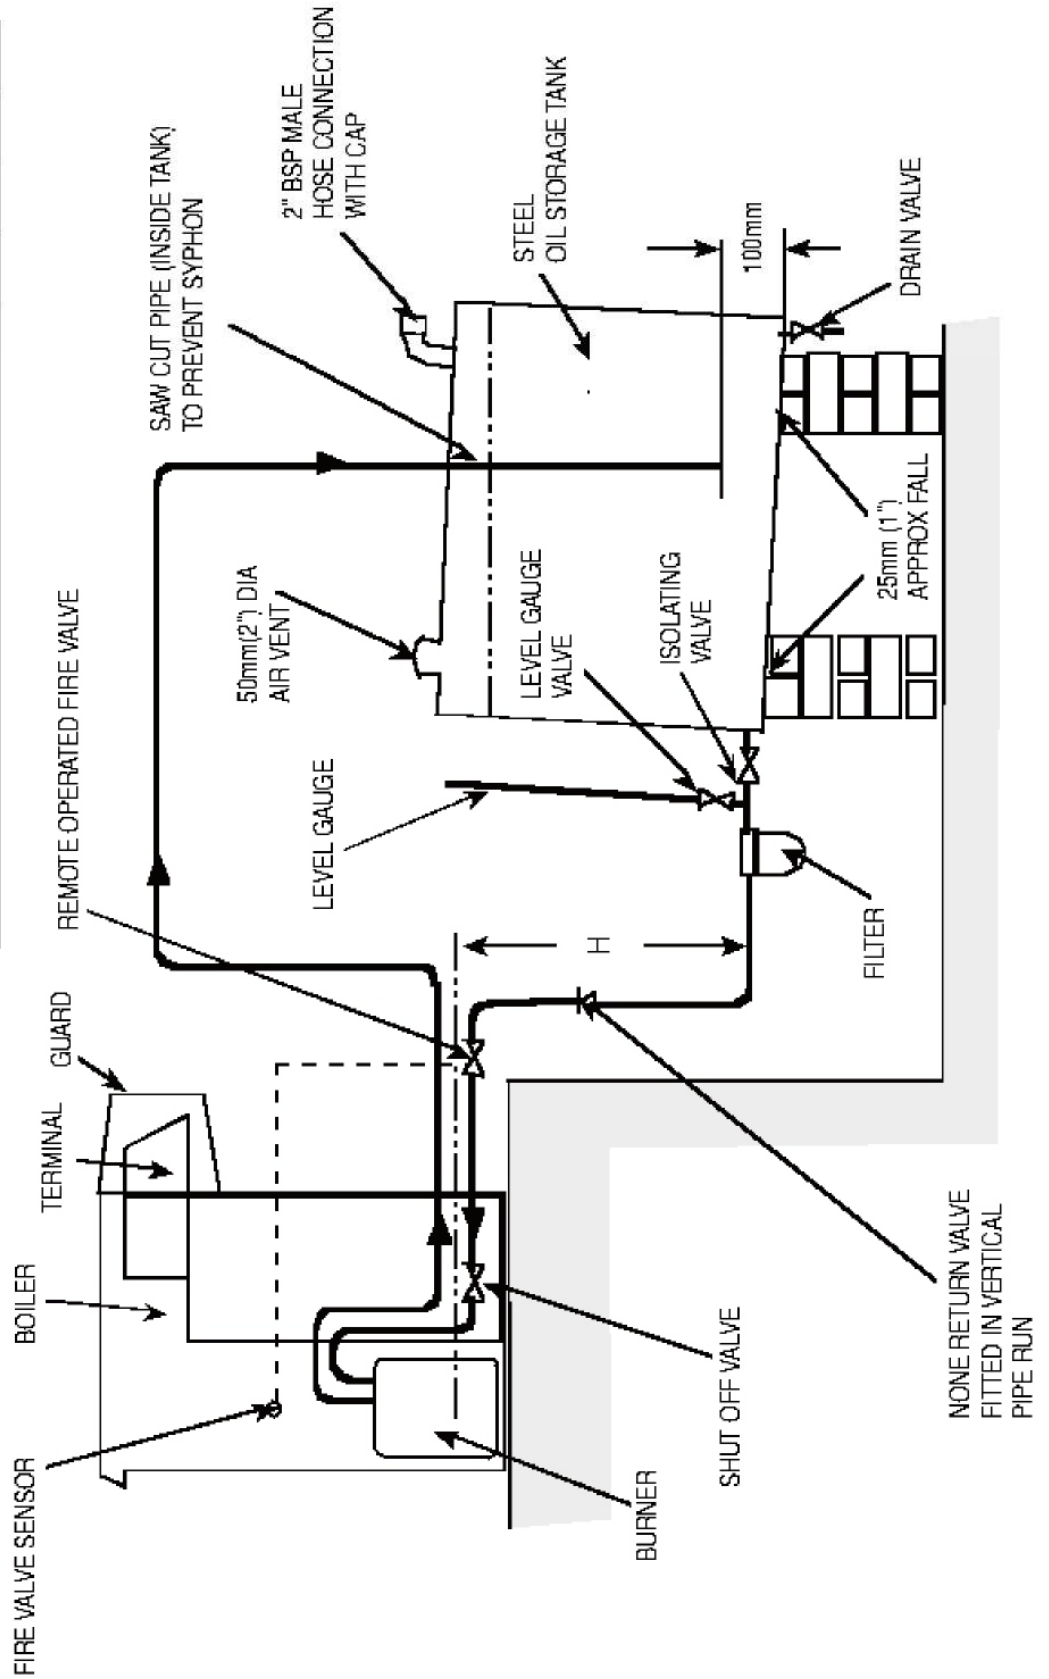 FIRE VALVE SENSOR
BOILER
TERMINAL
GUARD
REMOTE OPERATED FIRE VALVE
50mm(2") DIA
AIR VENT
SAW CUT PIPE (INSIDE TANK)
TO PREVENT SYPHON
2" BSP MALE
HOSE CONNECTION
WITH CAP
STEEL
OIL STORAGE TANK
LEVEL GAUGE
LEVEL GAUGE
VALVE
ISOLATING
VALVE
100mm
DRAIN VALVE
25mm (1")
APPROX FALL
H
FILTER
BURNER
SHUT OFF VALVE
NONE RETURN VALVE
FITTED IN VERTICAL
PIPE RUN